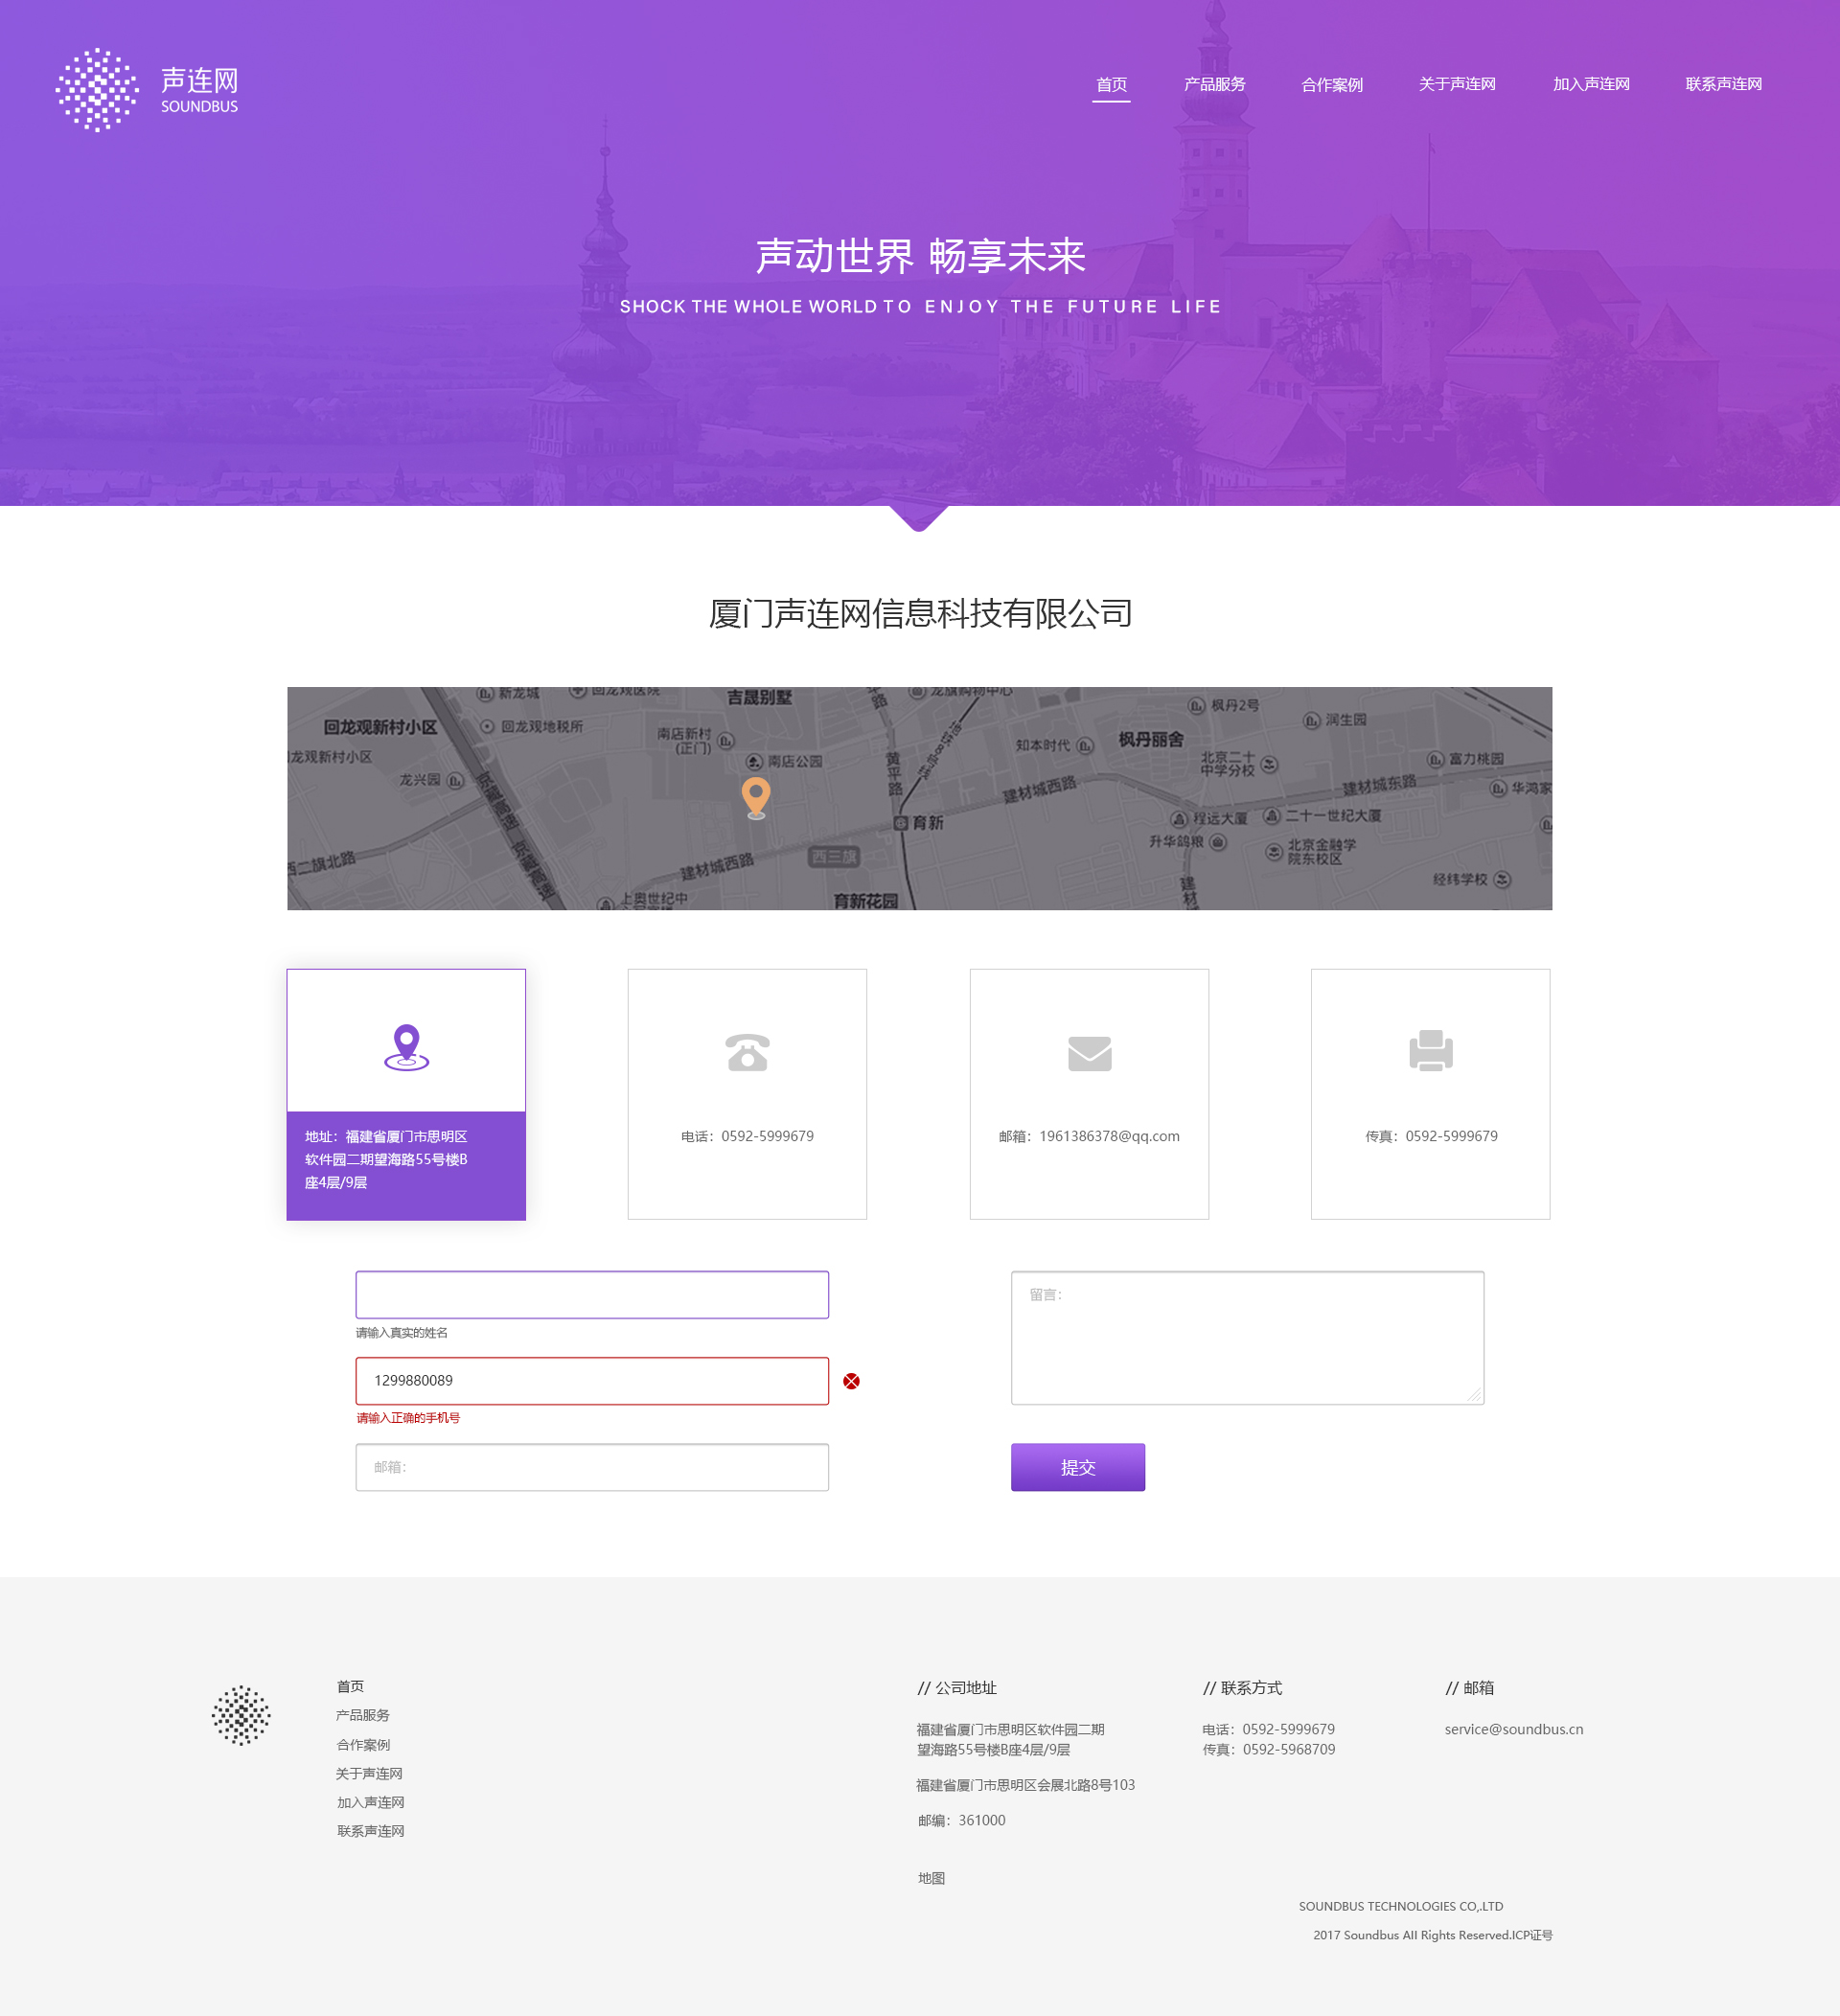 声连网
SOUNDBUS
首页
产品服务
合作案例
关于声连网
加入声连网
联系声连网
声动世界 畅享未来
SHOCK THE WHOLE WORLD TO ENJOY THE FUTURE LIFE
厦门声连网信息科技有限公司
新龙城
回龙观医院
吉晟别墅
龙旗购物中心
枫丹2号
润生园
回龙观新村小区
回龙观地税所
南店新村
(正门)
知本时代
枫丹丽舍
龙观新村小区
南店公园
黄平路
北京二十
中学分校
富力桃园
龙兴园
建材城西路
建材城东路
华鸿家
育新
程远大厦
二十一世纪大厦
升华鸽粮
北京金融学
院东校区
西二旗北路
西三旗
建材城西路
经纬学校
上奥世纪中
育新花园
建材
地址：福建省厦门市思明区
软件园二期望海路55号楼B
座4层/9层
电话：0592-5999679
邮箱：1961386378@qq.com
传真：0592-5999679
请输入真实的姓名
1299880089
请输入正确的手机号
邮箱：
留言：
提交
首页
产品服务
合作案例
关于声连网
加入声连网
联系声连网
// 公司地址
福建省厦门市思明区软件园二期
望海路55号楼B座4层/9层
福建省厦门市思明区会展北路8号103
邮编：361000
地图
// 联系方式
电话：0592-5999679
传真：0592-5968709
// 邮箱
service@soundbus.cn
SOUNDBUS TECHNOLOGIES CO,.LTD
2017 Soundbus All Rights Reserved.ICP证号